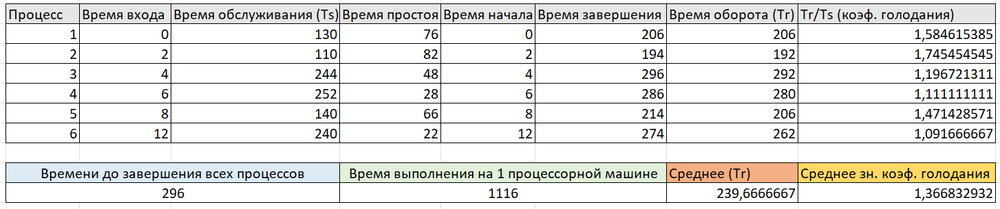 Процесс Время входа Время обслуживания (Ts) Время простоя Время начала Время завершения Время оборота (Tr) Tr/Ts (коэф. голодания)
1 0 130 76 0 206 206 1,584615385
2 2 110 82 2 194 192 1,745454545
3 4 244 48 4 296 292 1,196721311
4 6 252 28 6 286 280 1,111111111
5 8 140 66 8 214 206 1,471428571
6 12 240 22 12 274 262 1,091666667
Времени до завершения всех процессов Время выполнения на 1 процессорной машине Среднее (Tr) Среднее зн. коэф. голодания
296 1116 239,6666667 1,366832932